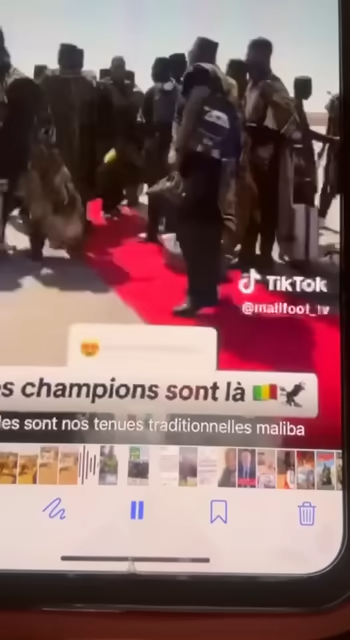 TikTok
@malifoot_tv
s champions sont là 🇲🇱🦅
les sont nos tenues traditionnelles maliba